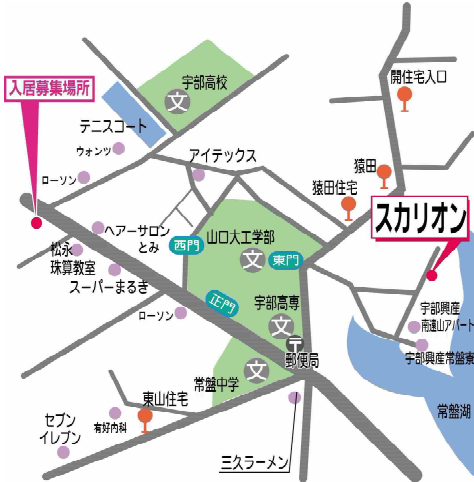 宇部高校
文
入居募集場所
開住宅入口
テニスコート
ウォンツ
アイテックス
猿田
ローソン
猿田住宅
スカリオン
ヘアーサロン
とみ
西門
山口大工学部
東門
文
松永
珠算教室
スーパーまるき
正門
ローソン
宇部高専
文
宇部興産
南遠山アパート
〒
郵便局
宇部興産常盤寮
常盤中学
文
東山住宅
常盤湖
セブン
イレブン
有好内科
三久ラーメン